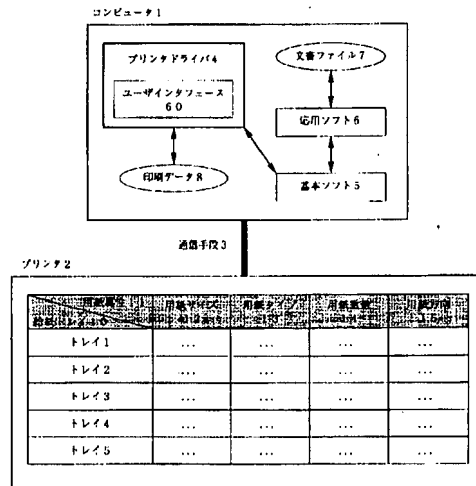 コンピュータ1
プリンタドライバ4
ユーザインタフェース
60
文書ファイル7
応用ソフト6
印刷データ8
基本ソフト5
通信手段3
プリンタ2
用紙サイズ 用紙タイプ 用紙重量 用紙方向
トレイ1 ... ... ... ...
トレイ2 ... ... ... ...
トレイ3 ... ... ... ...
トレイ4 ... ... ... ...
トレイ5 ... ... ... ...